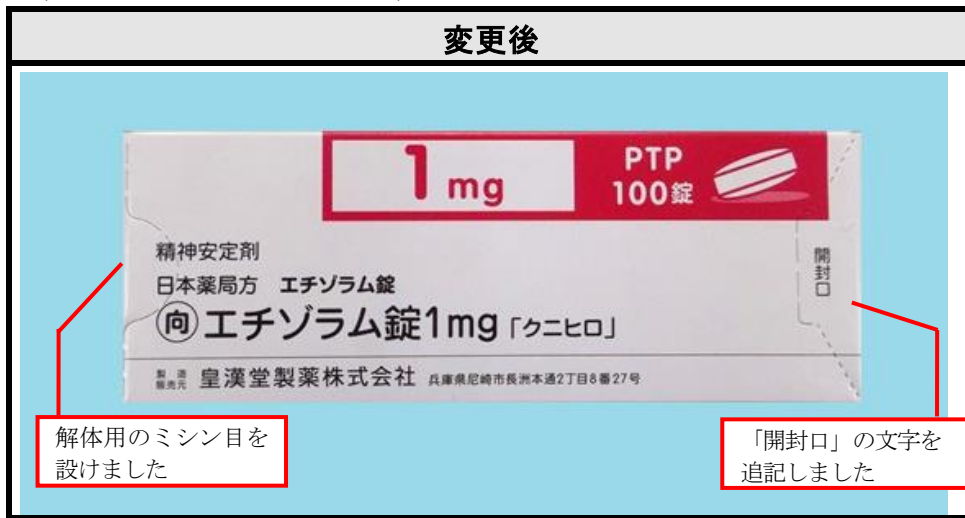 変更後
1 mg
PTP
100錠
精神安定剤
日本薬局方 エチゾラム錠
向 エチゾラム錠1mg「クニヒロ」
製造
販売元 皇漢堂製薬株式会社 兵庫県尼崎市長洲本通2丁目8番27号
開封口
解体用のミシン目を
設けました
「開封口」の文字を
追記しました